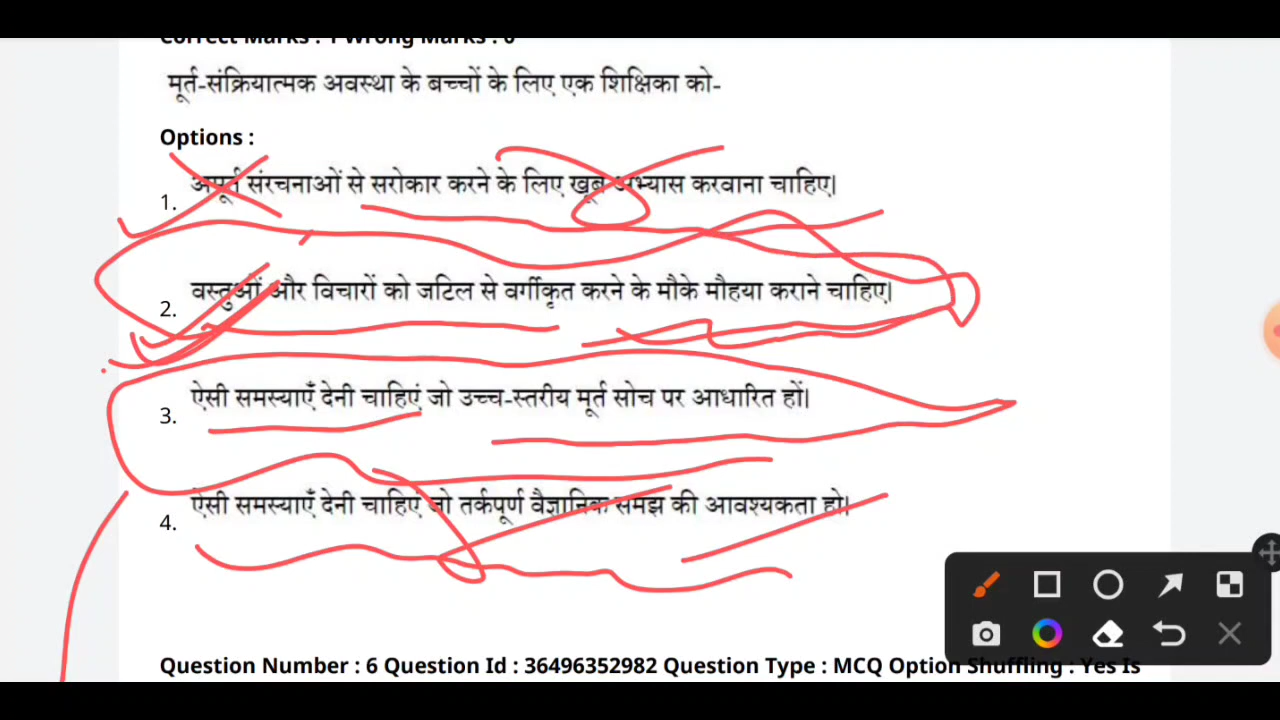 Correct Marks : 1 Wrong Marks : 0
मूर्त-संक्रियात्मक अवस्था के बच्चों के लिए एक शिक्षिका को-
Options :
1. अमूर्त संरचनाओं से सरोकार करने के लिए खूब अभ्यास करवाना चाहिए।
2. वस्तुओं और विचारों को जटिल से वर्गीकृत करने के मौके मौहया कराने चाहिए।
3. ऐसी समस्याएँ देनी चाहिएं जो उच्च-स्तरीय मूर्त सोच पर आधारित हों।
4. ऐसी समस्याएँ देनी चाहिएं जो तर्कपूर्ण वैज्ञानिक समझ की आवश्यकता हो।
Question Number : 6 Question Id : 36496352982 Question Type : MCQ Option Shuffling : Yes Is